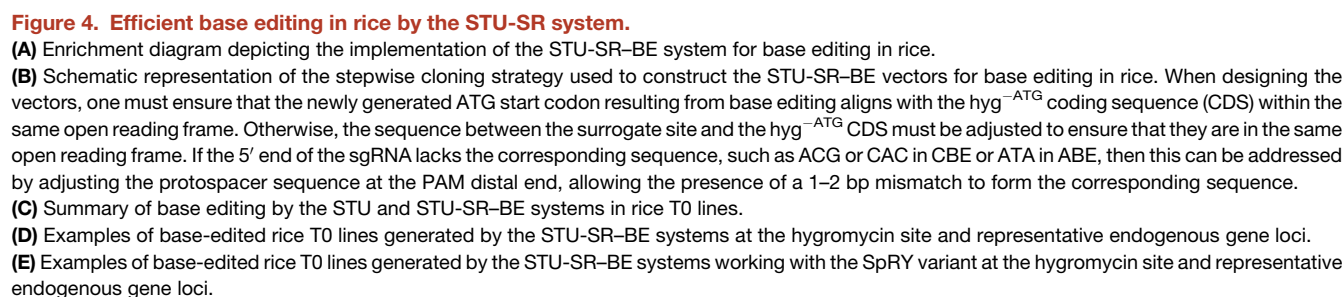 Figure 4. Efficient base editing in rice by the STU-SR system.
(A) Enrichment diagram depicting the implementation of the STU-SR–BE system for base editing in rice.
(B) Schematic representation of the stepwise cloning strategy used to construct the STU-SR–BE vectors for base editing in rice. When designing the
vectors, one must ensure that the newly generated ATG start codon resulting from base editing aligns with the hyg⁻ᴬᵀᴳ coding sequence (CDS) within the
same open reading frame. Otherwise, the sequence between the surrogate site and the hyg⁻ᴬᵀᴳ CDS must be adjusted to ensure that they are in the same
open reading frame. If the 5′ end of the sgRNA lacks the corresponding sequence, such as ACG or CAC in CBE or ATA in ABE, then this can be addressed
by adjusting the protospacer sequence at the PAM distal end, allowing the presence of a 1–2 bp mismatch to form the corresponding sequence.
(C) Summary of base editing by the STU and STU-SR–BE systems in rice T0 lines.
(D) Examples of base-edited rice T0 lines generated by the STU-SR–BE systems at the hygromycin site and representative endogenous gene loci.
(E) Examples of base-edited rice T0 lines generated by the STU-SR–BE systems working with the SpRY variant at the hygromycin site and representative
endogenous gene loci.